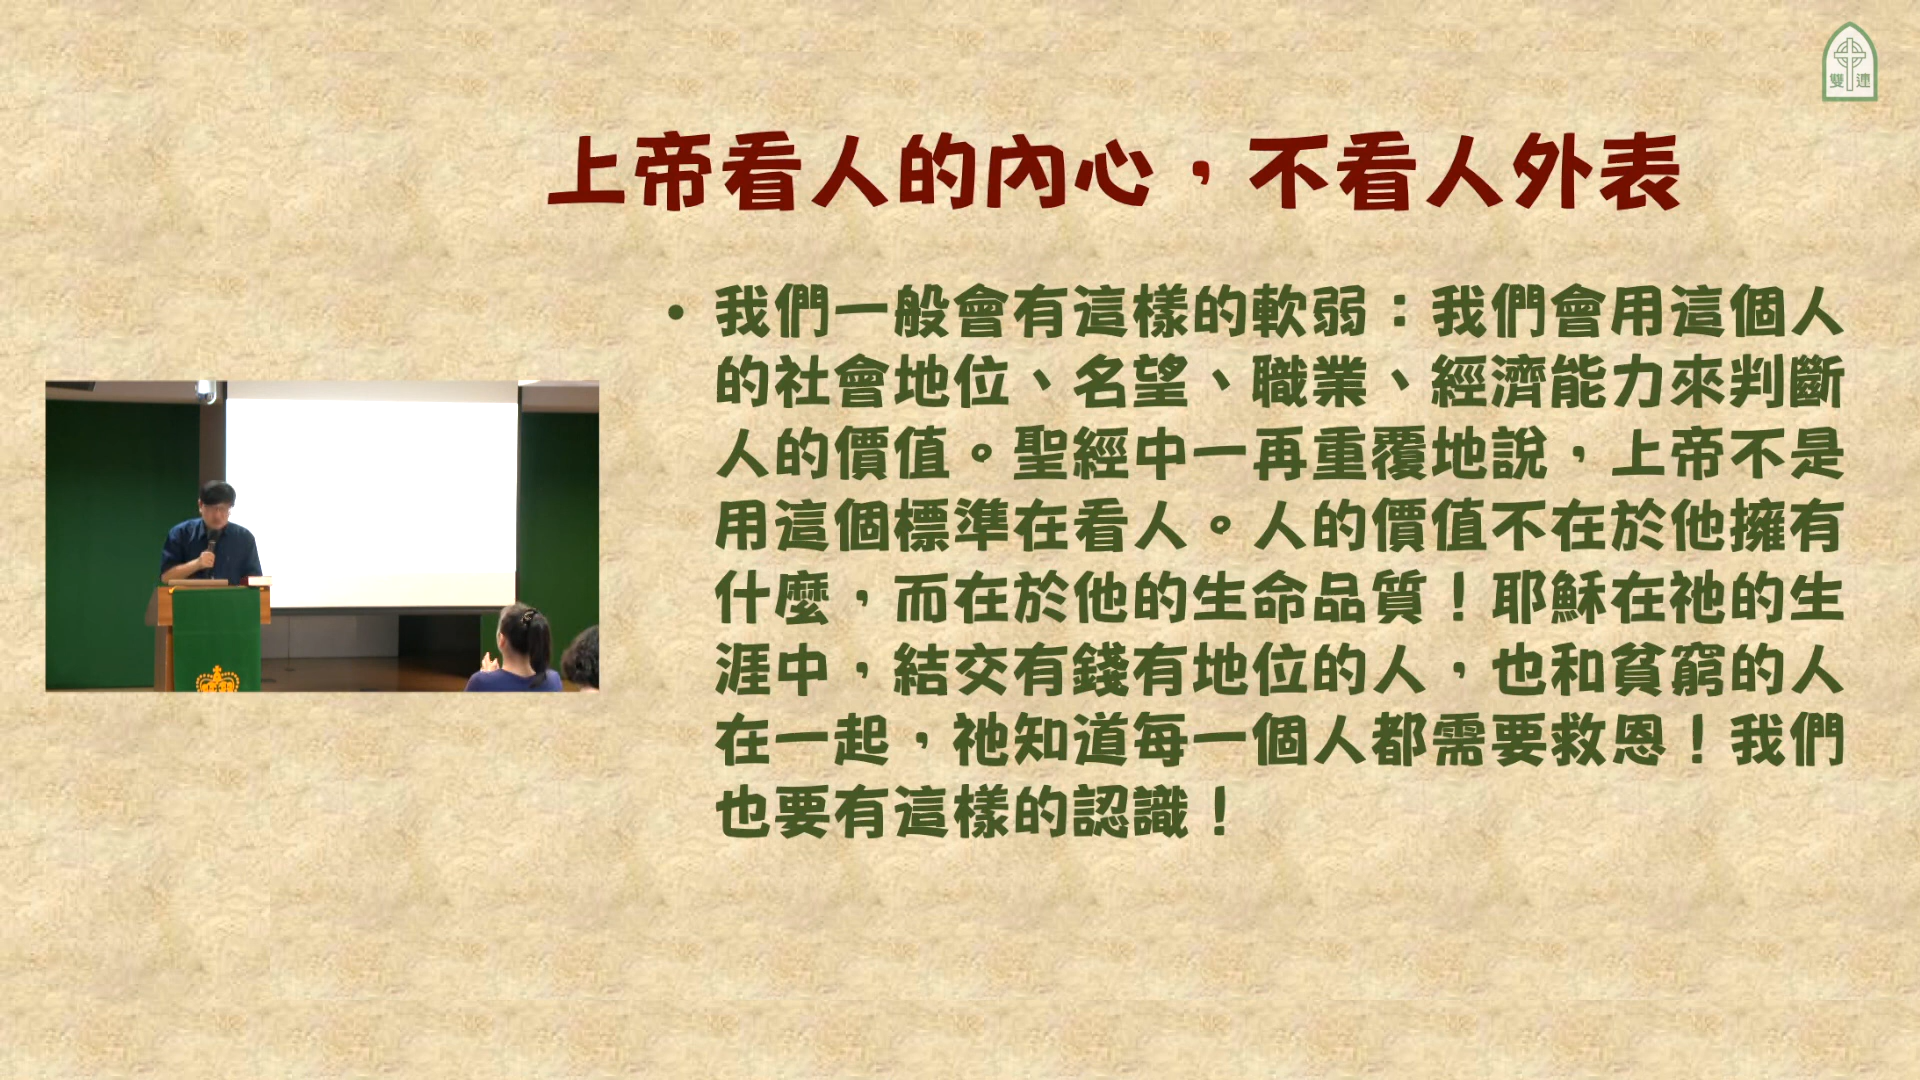 雙連
上帝看人的內心，不看人外表
• 我們一般會有這樣的軟弱：我們會用這個人
的社會地位、名望、職業、經濟能力來判斷
人的價值。聖經中一再重覆地說，上帝不是
用這個標準在看人。人的價值不在於他擁有
什麼，而在於他的生命品質！耶穌在祂的生
涯中，結交有錢有地位的人，也和貧窮的人
在一起，祂知道每一個人都需要救恩！我們
也要有這樣的認識！